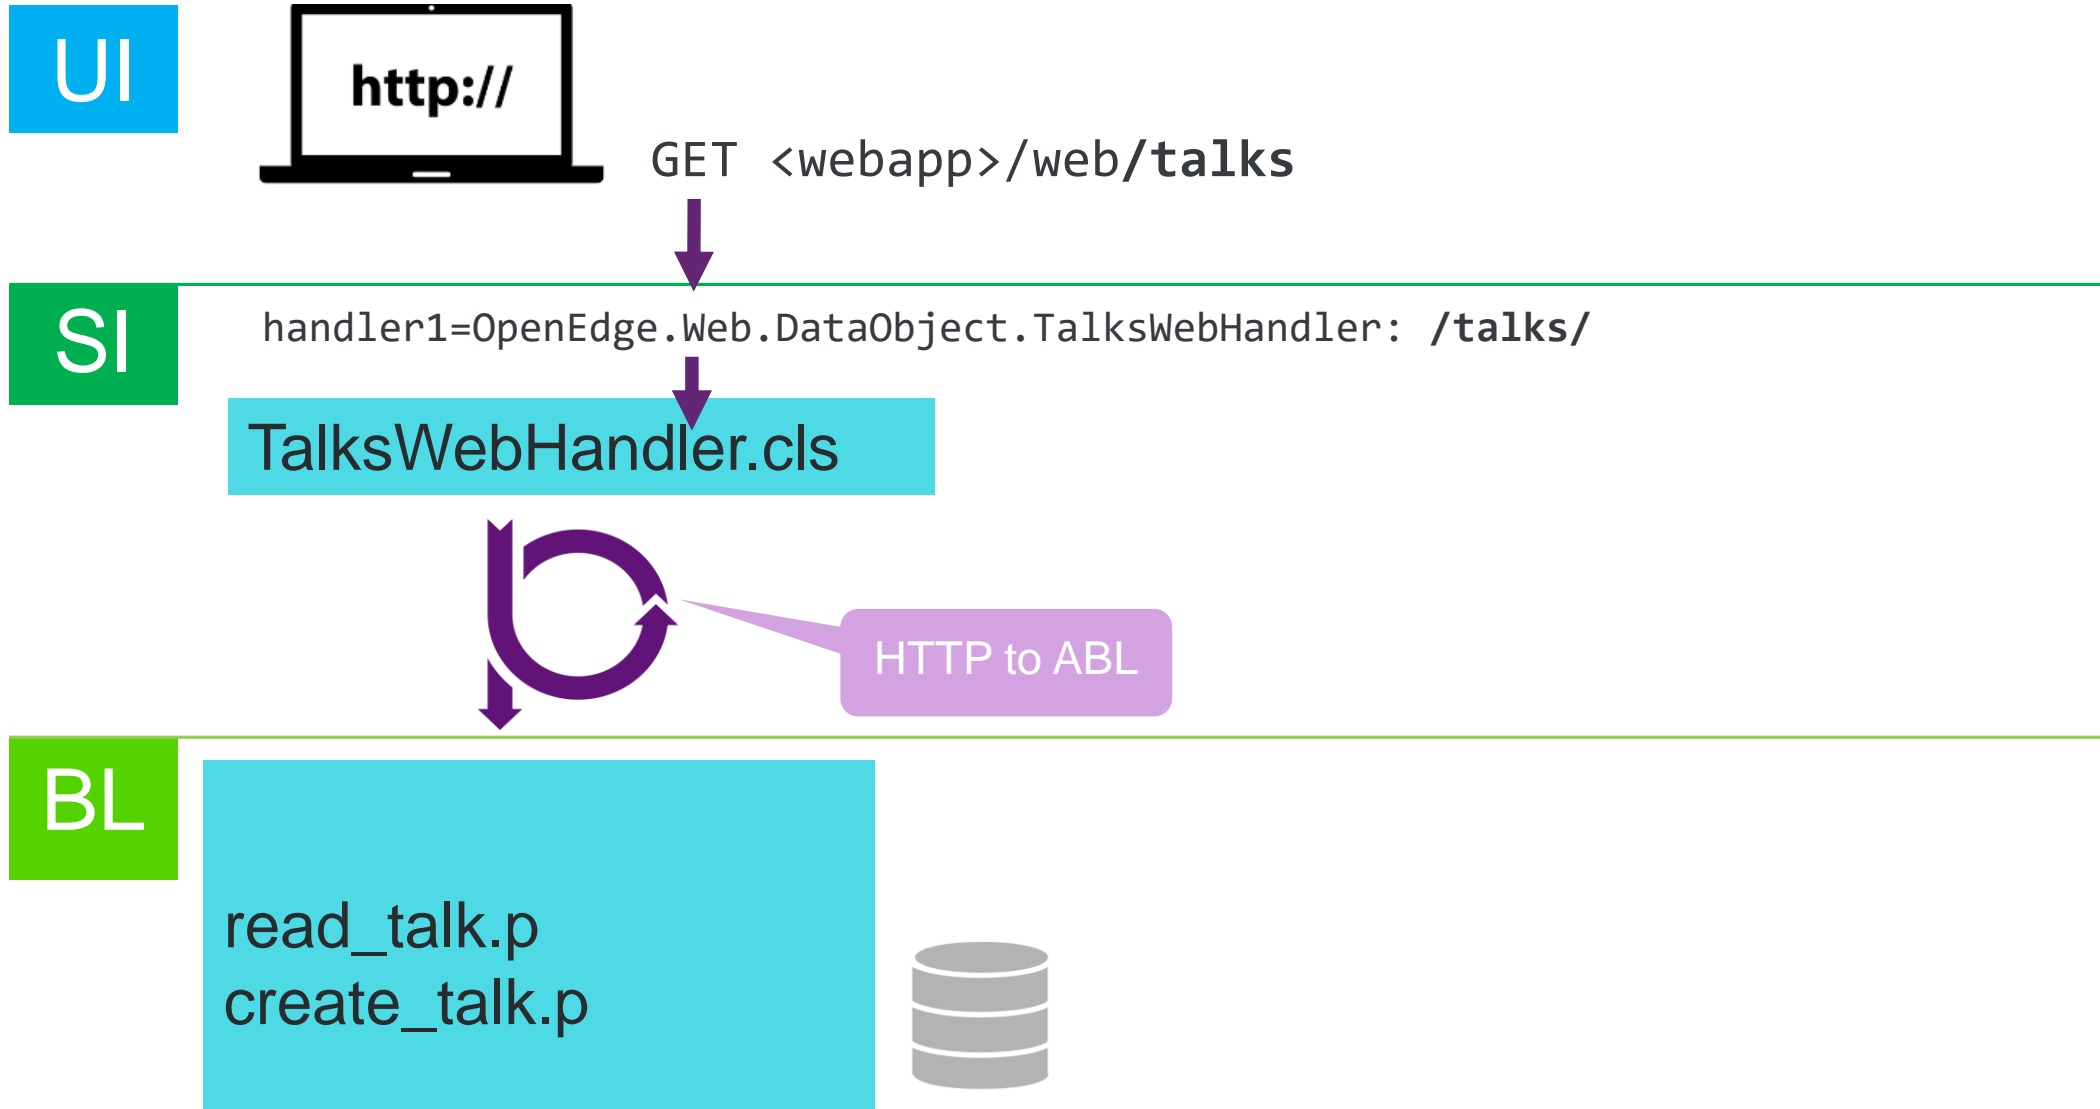 UI
http://
GET <webapp>/web/talks
SI
handler1=OpenEdge.Web.DataObject.TalksWebHandler: /talks/
TalksWebHandler.cls
HTTP to ABL
BL
read_talk.p
create_talk.p